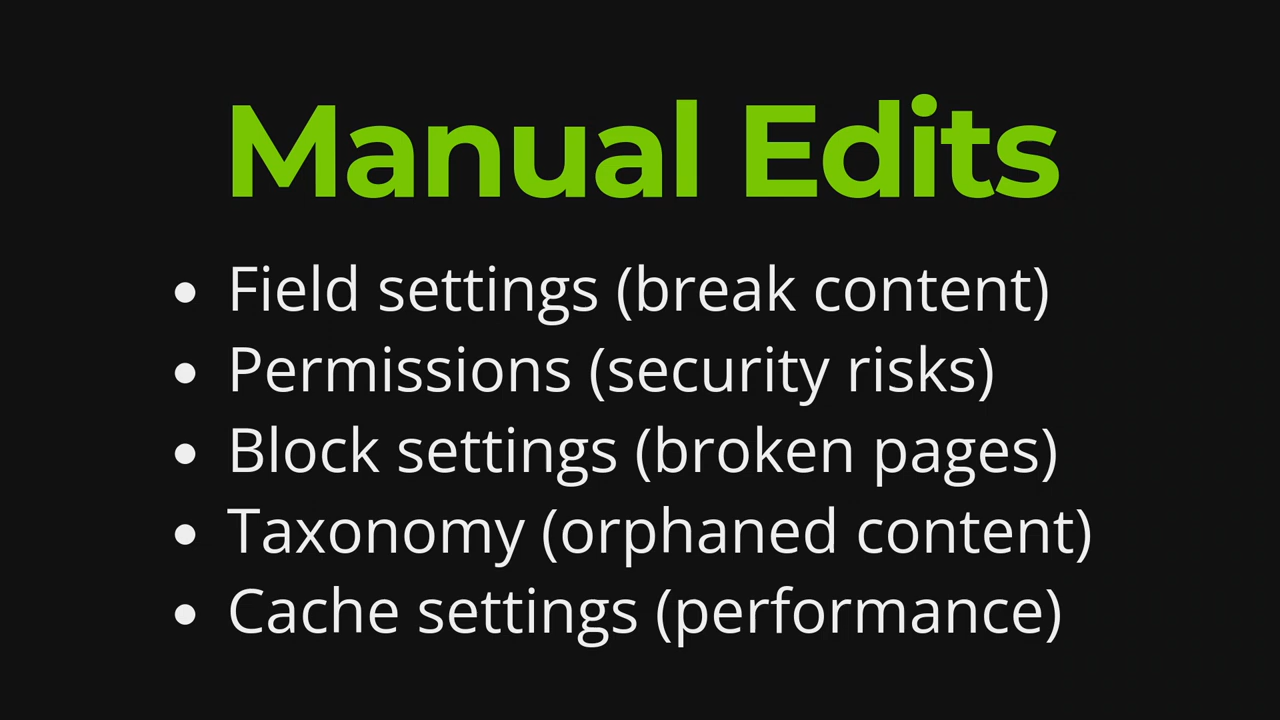 Manual Edits
• Field settings (break content)
• Permissions (security risks)
• Block settings (broken pages)
• Taxonomy (orphaned content)
• Cache settings (performance)